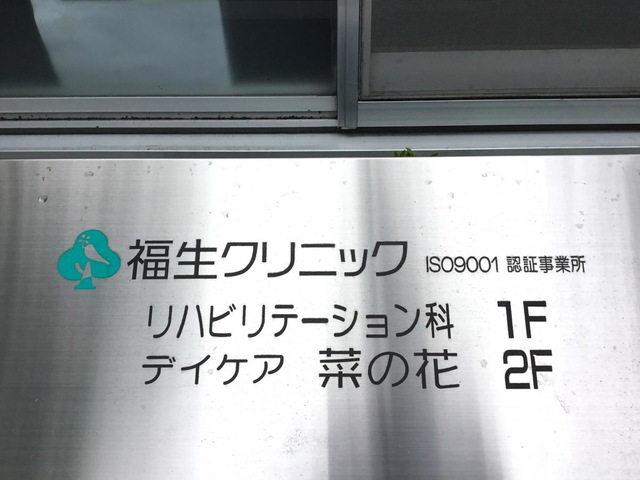 福生クリニック ISO9001 認証事業所
リハビリテーション科 1F
デイケア 菜の花 2F